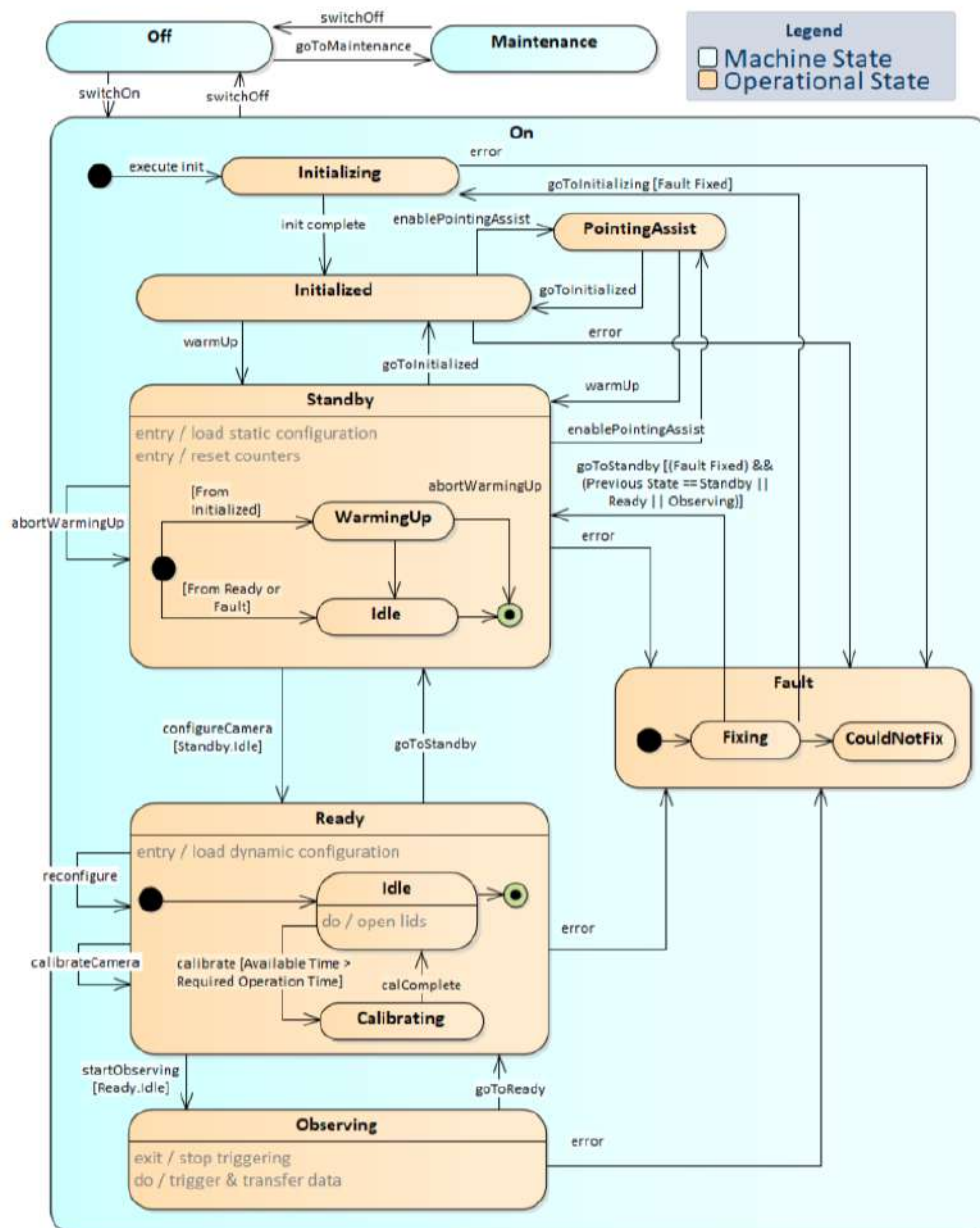 switchOff
Off
goToMaintenance
Maintenance
Legend
Machine State
Operational State
switchOn
switchOff
On
execute init
Initializing
error
goToInitializing [Fault Fixed]
init complete
enablePointingAssist
PointingAssist
Initialized
goToInitialized
error
warmUp
goToInitialized
Standby
warmUp
entry / load static configuration
entry / reset counters
enablePointingAssist
goToStandby [(Fault Fixed) &&
(Previous State == Standby ||
Ready || Observing)]
[From
Initialized]
abortWarmingUp
WarmingUp
abortWarmingUp
error
[From Ready or
Fault]
Idle
Fault
Fixing
CouldNotFix
configureCamera
[Standby.Idle]
goToStandby
Ready
entry / load dynamic configuration
reconfigure
Idle
do / open lids
error
calibrateCamera
calibrate [Available Time >
Required Operation Time]
calComplete
Calibrating
startObserving
[Ready.Idle]
goToReady
Observing
error
exit / stop triggering
do / trigger & transfer data